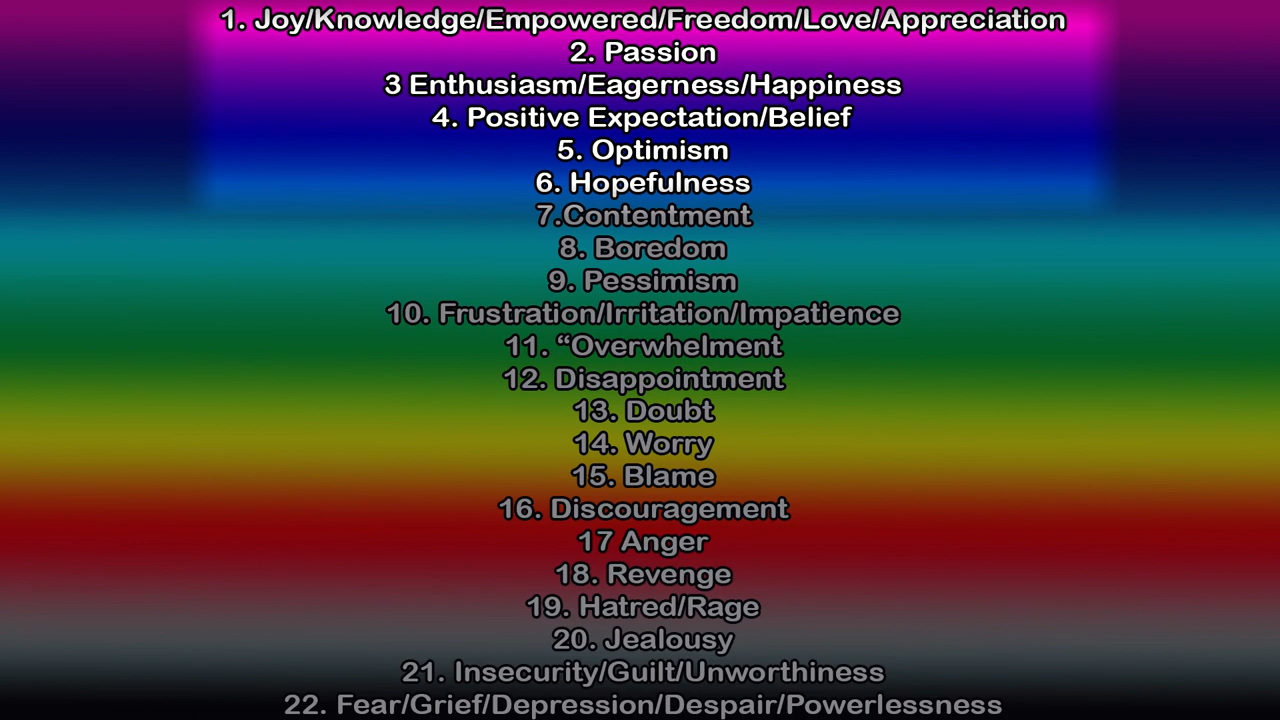 1. Joy/Knowledge/Empowered/Freedom/Love/Appreciation
2. Passion
3 Enthusiasm/Eagerness/Happiness
4. Positive Expectation/Belief
5. Optimism
6. Hopefulness
7.Contentment
8. Boredom
9. Pessimism
10. Frustration/Irritation/Impatience
11. “Overwhelment
12. Disappointment
13. Doubt
14. Worry
15. Blame
16. Discouragement
17 Anger
18. Revenge
19. Hatred/Rage
20. Jealousy
21. Insecurity/Guilt/Unworthiness
22. Fear/Grief/Depression/Despair/Powerlessness